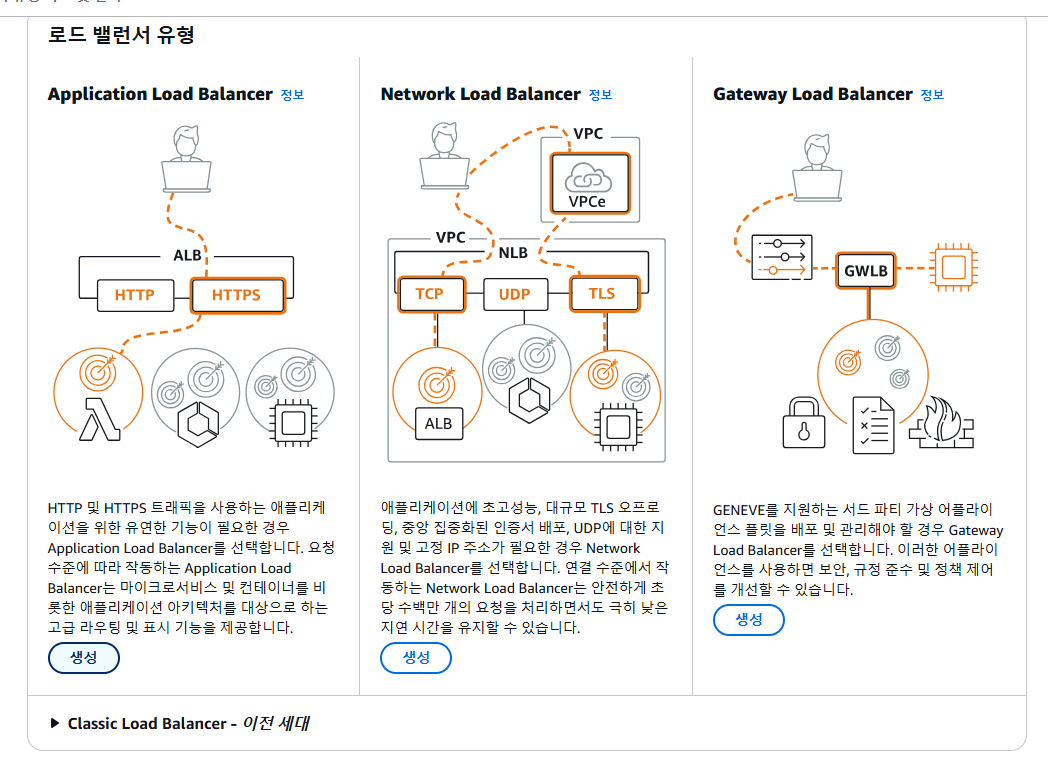 로드 밸런서 유형
Application Load Balancer 정보
ALB
HTTP
HTTPS
HTTP 및 HTTPS 트래픽을 사용하는 애플리케이
션을 위한 유연한 기능이 필요한 경우
Application Load Balancer를 선택합니다. 요청
수준에 따라 작동하는 Application Load
Balancer는 마이크로서비스 및 컨테이너를 비
롯한 애플리케이션 아키텍처를 대상으로 하는
고급 라우팅 및 표시 기능을 제공합니다.
생성
Network Load Balancer 정보
VPC
VPCe
VPC
NLB
TCP
UDP
TLS
ALB
애플리케이션에 초고성능, 대규모 TLS 오프로
딩, 중앙 집중화된 인증서 배포, UDP에 대한 지
원 및 고정 IP 주소가 필요한 경우 Network
Load Balancer를 선택합니다. 연결 수준에서 작
동하는 Network Load Balancer는 안전하게 초
당 수백만 개의 요청을 처리하면서도 극히 낮은
지연 시간을 유지할 수 있습니다.
생성
Gateway Load Balancer 정보
GWLB
GENEVE를 지원하는 서드 파티 가상 어플라이
언스 플릿을 배포 및 관리해야 할 경우 Gateway
Load Balancer를 선택합니다. 이러한 어플라이
언스를 사용하면 보안, 규정 준수 및 정책 제어
를 개선할 수 있습니다.
생성
Classic Load Balancer - 이전 세대